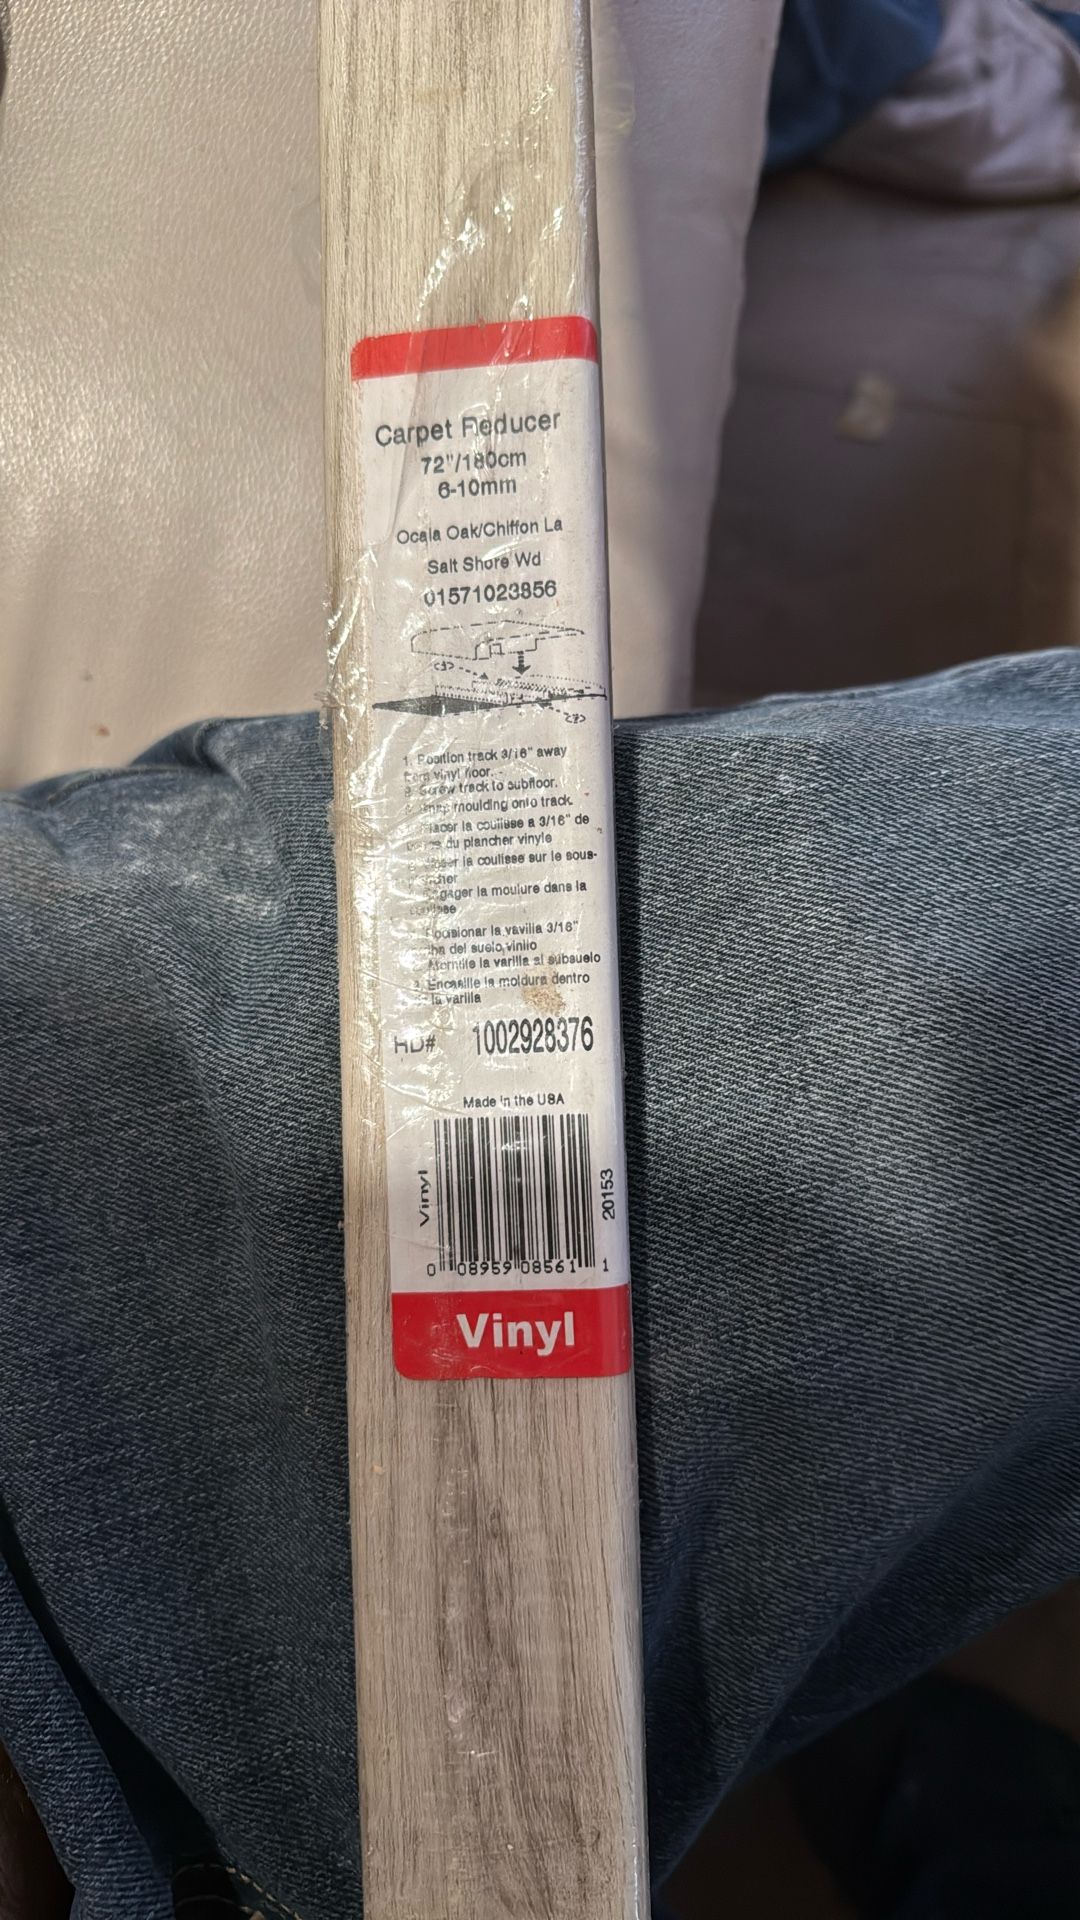 Carpet Reducer
72"/180cm
6-10mm
Ocala Oak/Chiffon La
Salt Shore Wd
01571023856
1. Position track 3/16" away
from vinyl floor.
2. Screw track to subfloor.
3. Snap moulding onto track.
Placer la coulisse a 3/16" de
du plancher vinyle
la coulisse sur le sous-
Engager la moulure dans la
la vavilla 3/16"
del suelo vinilo
la varilla al subsuelo
3. Encasille la moldura dentro
la varilla
HD# 1002928376
Made in the USA
Vinyl
20153
0 08959 08561 1
Vinyl